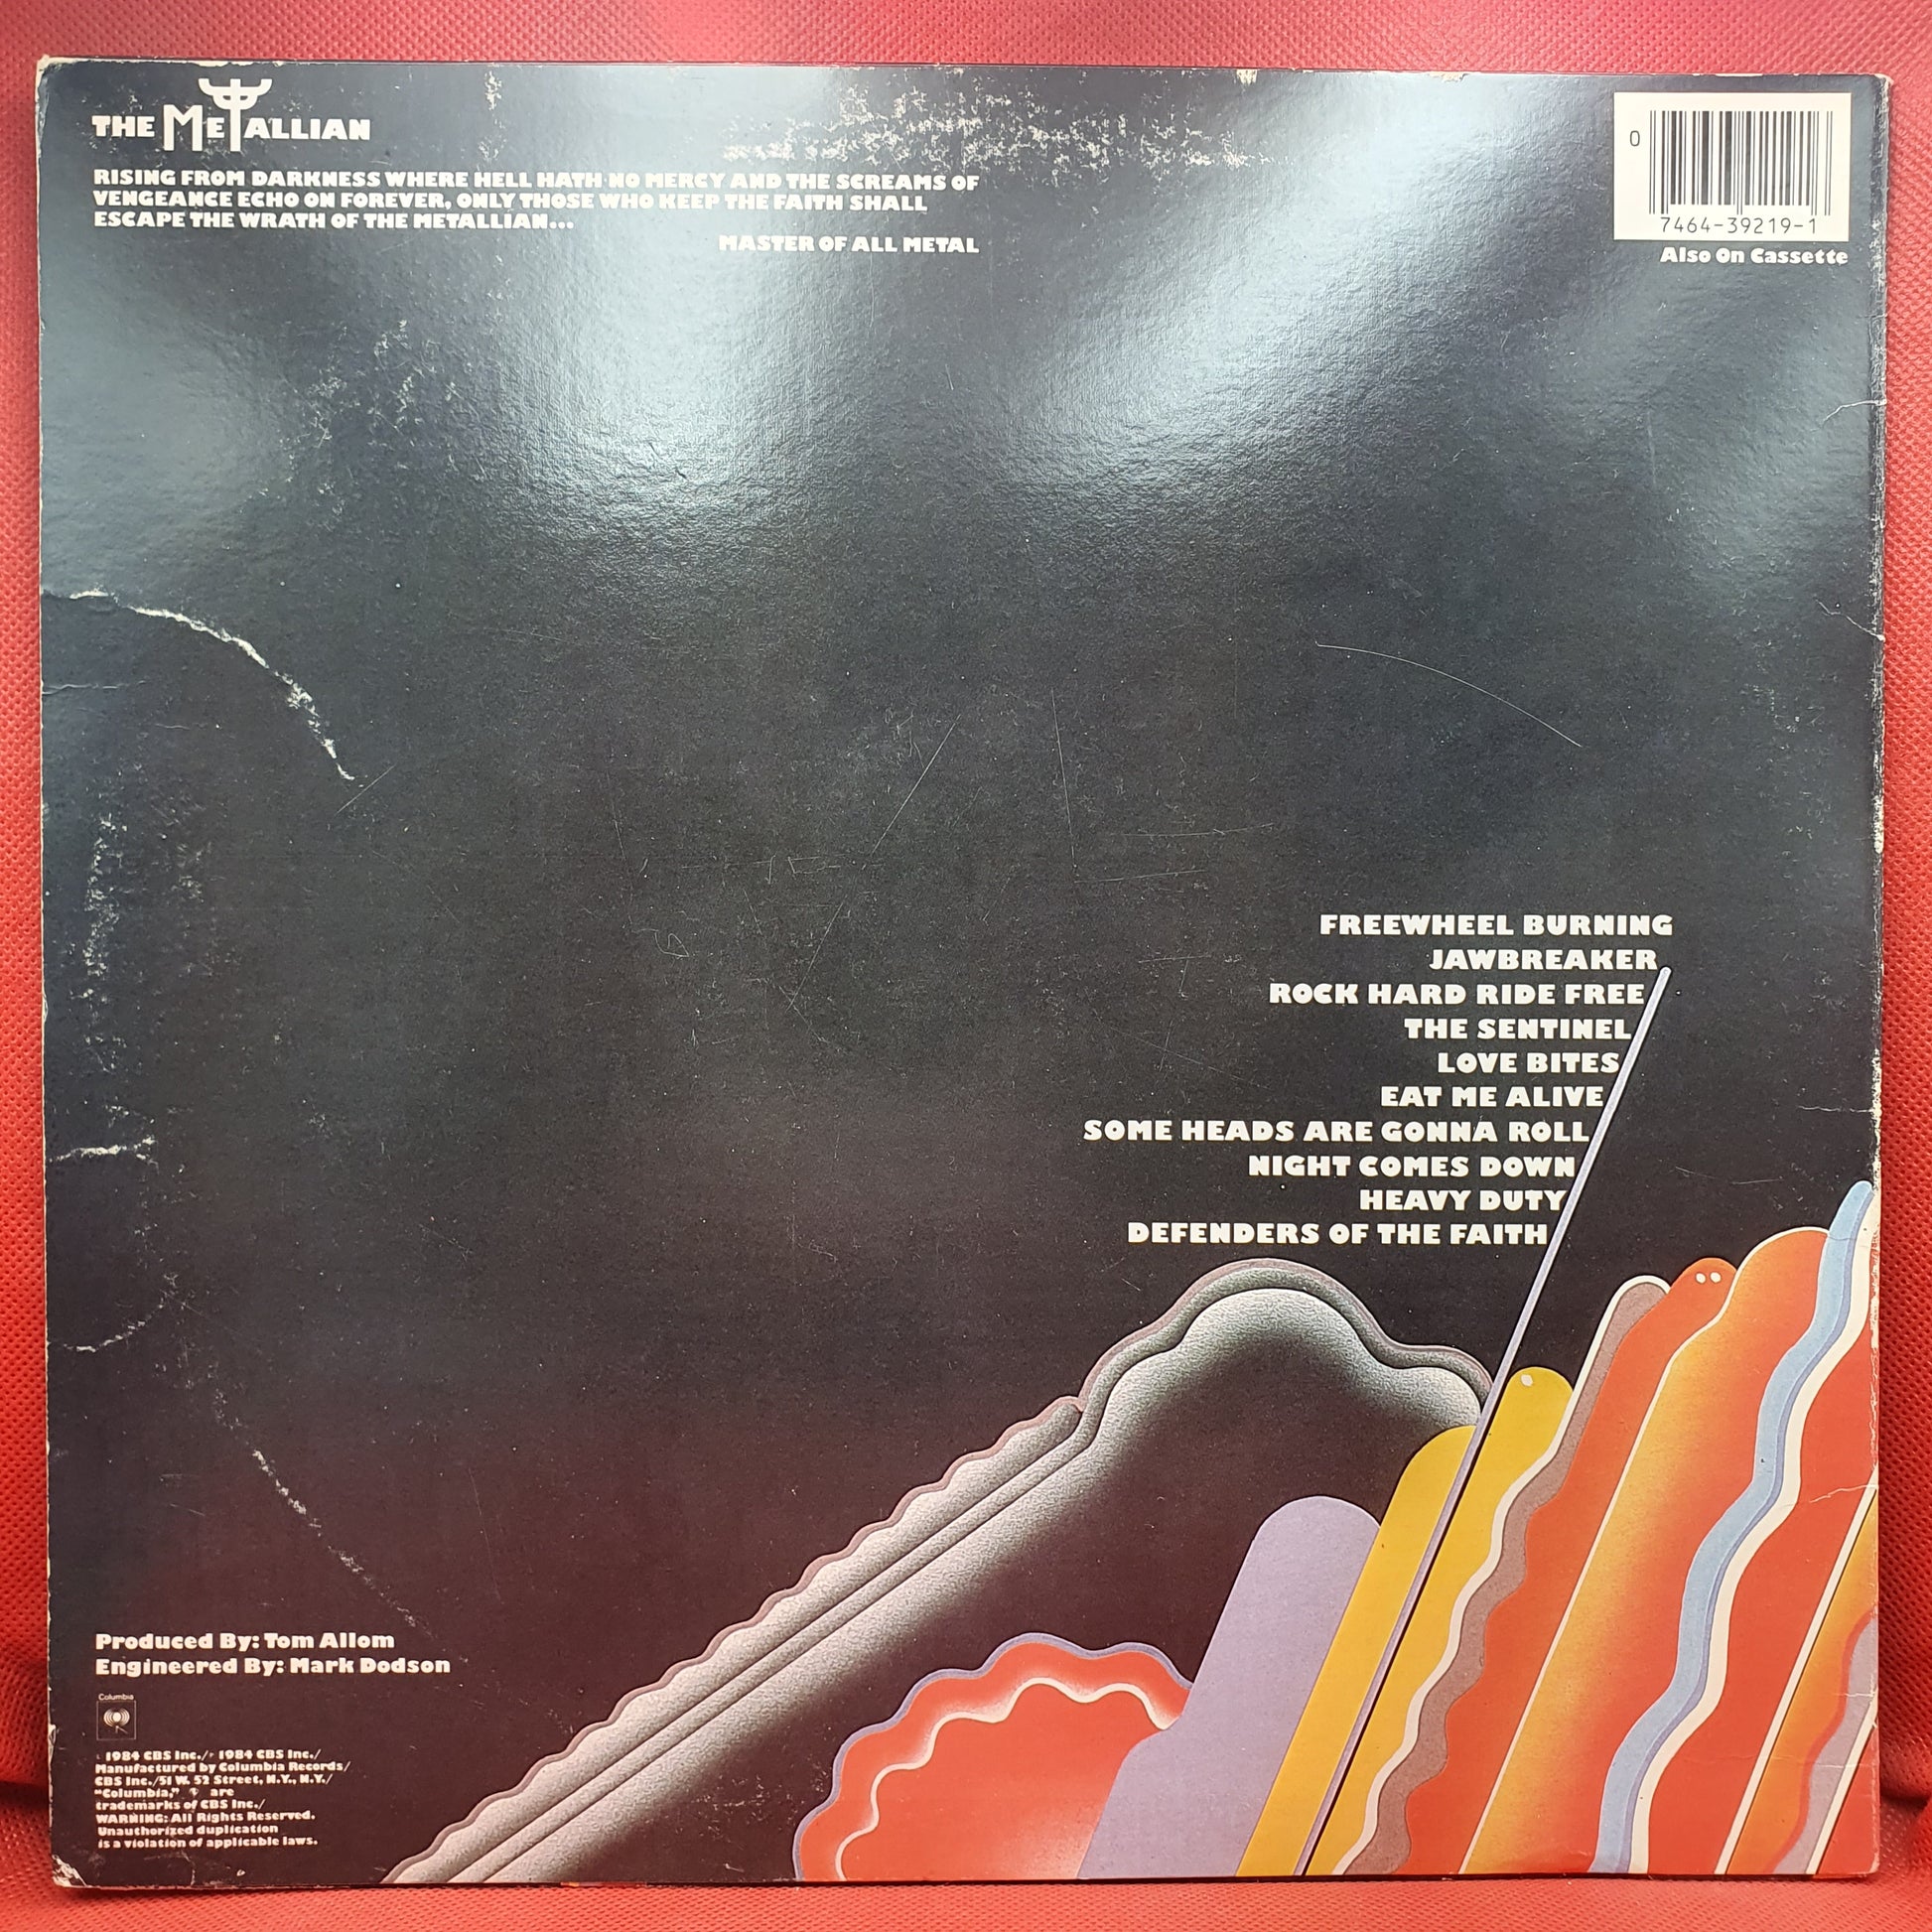 THE METALLIAN
RISING FROM DARKNESS WHERE HELL HATH NO MERCY AND THE SCREAMS OF
VENGEANCE ECHO ON FOREVER, ONLY THOSE WHO KEEP THE FAITH SHALL
ESCAPE THE WRATH OF THE METALLIAN...
MASTER OF ALL METAL
0
7464-39219-1
Also On Cassette
FREEWHEEL BURNING
JAWBREAKER
ROCK HARD RIDE FREE
THE SENTINEL
LOVE BITES
EAT ME ALIVE
SOME HEADS ARE GONNA ROLL
NIGHT COMES DOWN
HEAVY DUTY
DEFENDERS OF THE FAITH
Produced By: Tom Allom
Engineered By: Mark Dodson
Columbia
1984 CBS Inc./ 1984 CBS Inc./
Manufactured by Columbia Records/
CBS Inc./51 W. 52 Street, N.Y., N.Y./
"Columbia," are
trademarks of CBS Inc./
WARNING: All Rights Reserved.
Unauthorized duplication
is a violation of applicable laws.